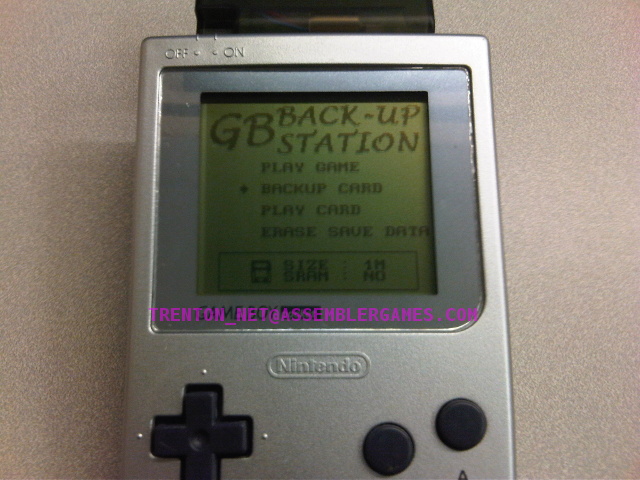 OFF ON
GB BACK-UP
STATION
PLAY GAME
BACKUP CARD
PLAY CARD
ERASE SAVE DATA
SIZE : 1M
SRAM : NO
TRENTON_NET@ASSEMBLERGAMES.COM
Nintendo
A